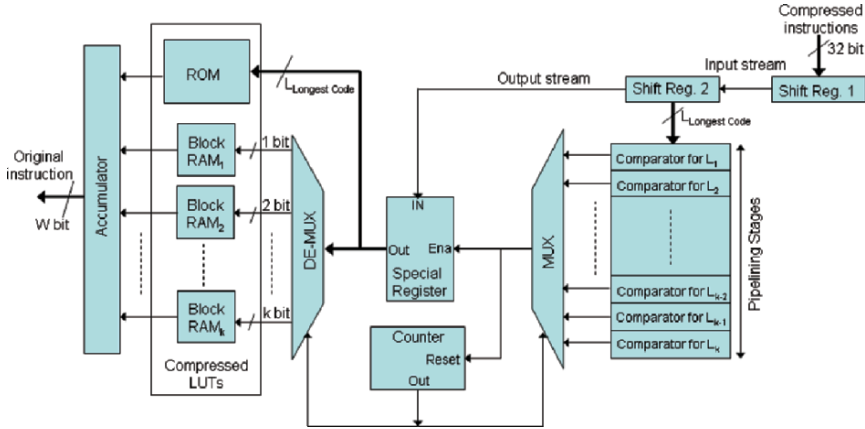 Compressed
instructions
32 bit
Input stream
Shift Reg. 1
Output stream
Shift Reg. 2
L Longest Code
ROM
L Longest Code
Block
RAM1
1 bit
Block
RAM2
2 bit
Block
RAMk
k bit
Compressed
LUTs
Original
instruction
W bit
Accumulator
DE-MUX
IN
Out
Ena
Special
Register
MUX
Comparator for L1
Comparator for L2
Comparator for Lk-2
Comparator for Lk-1
Comparator for Lk
Pipelining Stages
Counter
Reset
Out